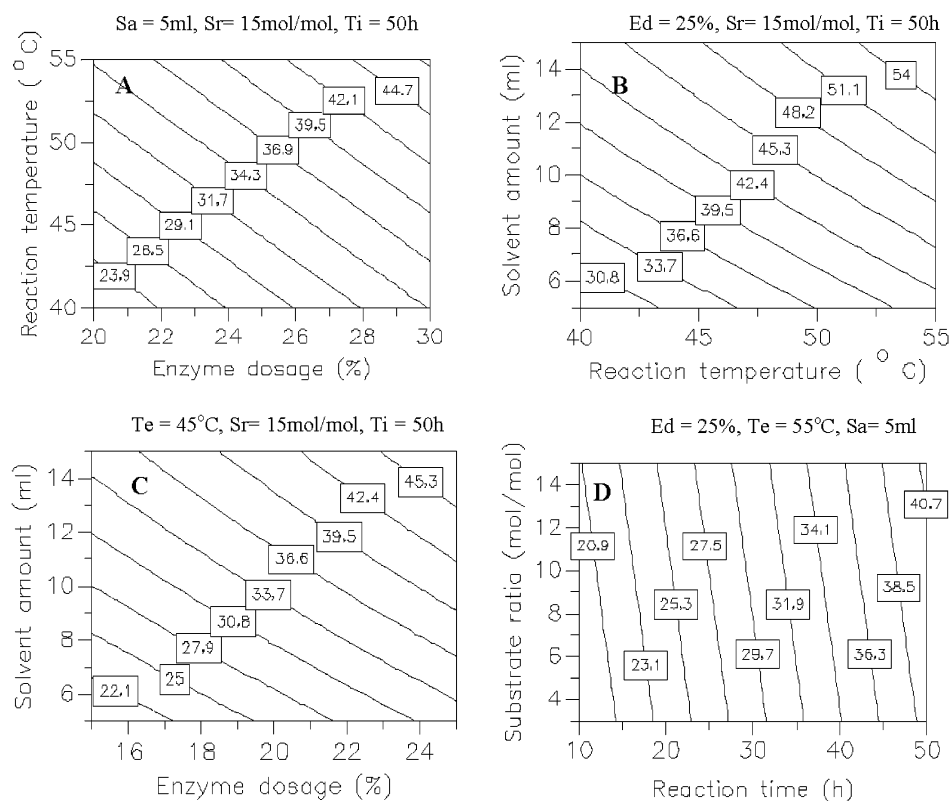 Sa = 5ml, Sr= 15mol/mol, Ti = 50h
A
Reaction temperature ( °C)
55
50
45
40
44.7
42.1
39.5
36.9
34.3
31.7
29.1
26.5
23.9
20 22 24 26 28 30
Enzyme dosage (%)
Ed = 25%, Sr= 15mol/mol, Ti = 50h
B
Solvent amount (ml)
14
12
10
8
6
54
51.1
48.2
45.3
42.4
39.5
36.6
33.7
30.8
40 45 50 55
Reaction temperature ( °C)
Te = 45°C, Sr= 15mol/mol, Ti = 50h
C
Solvent amount (ml)
14
12
10
8
6
45.3
42.4
39.5
36.6
33.7
30.8
27.9
25
22.1
16 18 20 22 24
Enzyme dosage (%)
Ed = 25%, Te = 55°C, Sa= 5ml
D
Substrate ratio (mol/mol)
14
12
10
8
6
4
40.7
34.1
20.9 27.5
38.5
25.3 31.9
29.7 36.3
23.1
10 20 30 40 50
Reaction time (h)